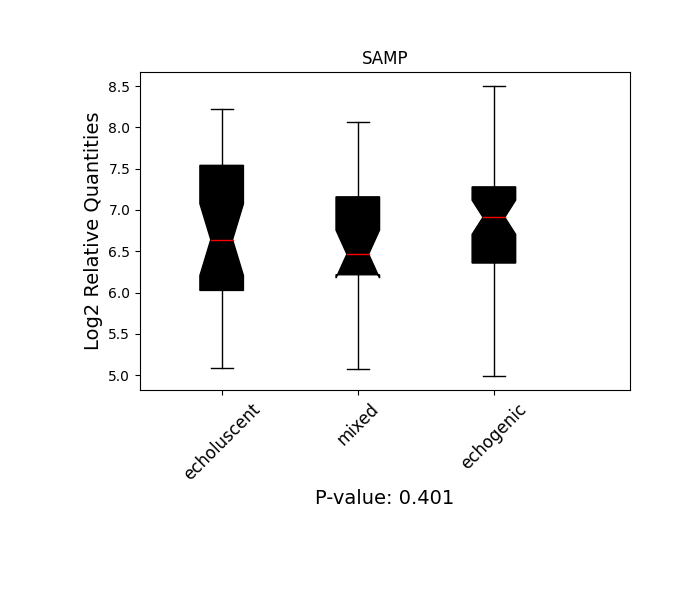 SAMP
Log2 Relative Quantities
8.5
8.0
7.5
7.0
6.5
6.0
5.5
5.0
echoluscent
mixed
echogenic
P-value: 0.401